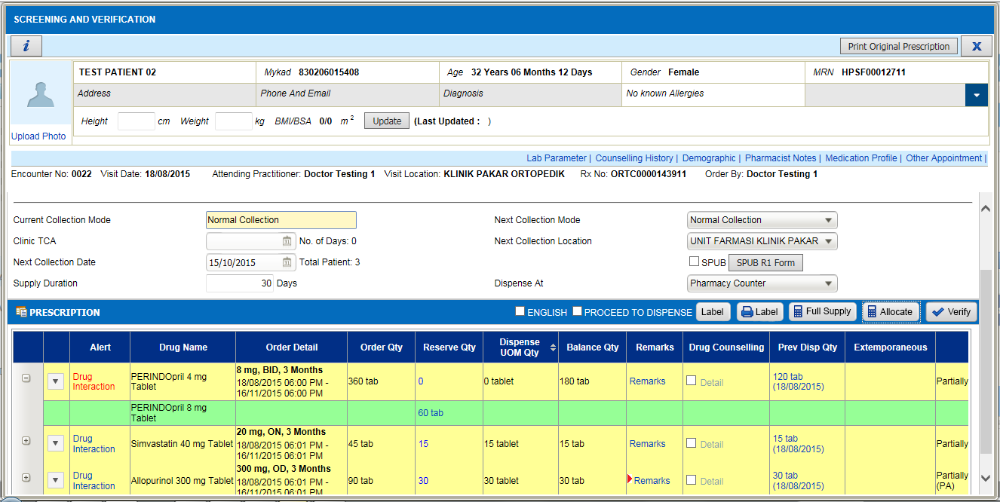 SCREENING AND VERIFICATION
i
Print Original Prescription X
TEST PATIENT 02 Mykad 830206015408 Age 32 Years 06 Months 12 Days Gender Female MRN HPSF00012711
Address Phone And Email Diagnosis No known Allergies
Height cm Weight kg BMI/BSA 0/0 m 2 Update (Last Updated : )
Upload Photo
Lab Parameter | Counselling History | Demographic | Pharmacist Notes | Medication Profile | Other Appointment |
Encounter No: 0022 Visit Date: 18/08/2015 Attending Practitioner: Doctor Testing 1 Visit Location: KLINIK PAKAR ORTOPEDIK Rx No: ORTC0000143911 Order By: Doctor Testing 1
Current Collection Mode Normal Collection Next Collection Mode Normal Collection
Clinic TCA No. of Days: 0 Next Collection Location UNIT FARMASI KLINIK PAKAR
Next Collection Date 15/10/2015 Total Patient: 3 SPUB SPUB R1 Form
Supply Duration 30 Days Dispense At Pharmacy Counter
PRESCRIPTION ENGLISH PROCEED TO DISPENSE Label Label Full Supply Allocate Verify
Alert Drug Name Order Detail Order Qty Reserve Qty Dispense UOM Qty Balance Qty Remarks Drug Counselling Prev Disp Qty Extemporaneous
Drug Interaction PERINDOpril 4 mg Tablet 8 mg, BID, 3 Months 18/08/2015 06:00 PM - 16/11/2015 06:00 PM 360 tab 0 0 tablet 180 tab Remarks Detail 120 tab (18/08/2015) Partially
PERINDOpril 8 mg Tablet 60 tab
Drug Interaction Simvastatin 40 mg Tablet 20 mg, ON, 3 Months 18/08/2015 06:01 PM - 16/11/2015 06:01 PM 45 tab 15 15 tablet 15 tab Remarks Detail 15 tab (18/08/2015) Partially
Drug Interaction Allopurinol 300 mg Tablet 300 mg, OD, 3 Months 18/08/2015 06:01 PM - 16/11/2015 06:01 PM 90 tab 30 30 tablet 30 tab Remarks Detail 30 tab (18/08/2015) Partially (PA)